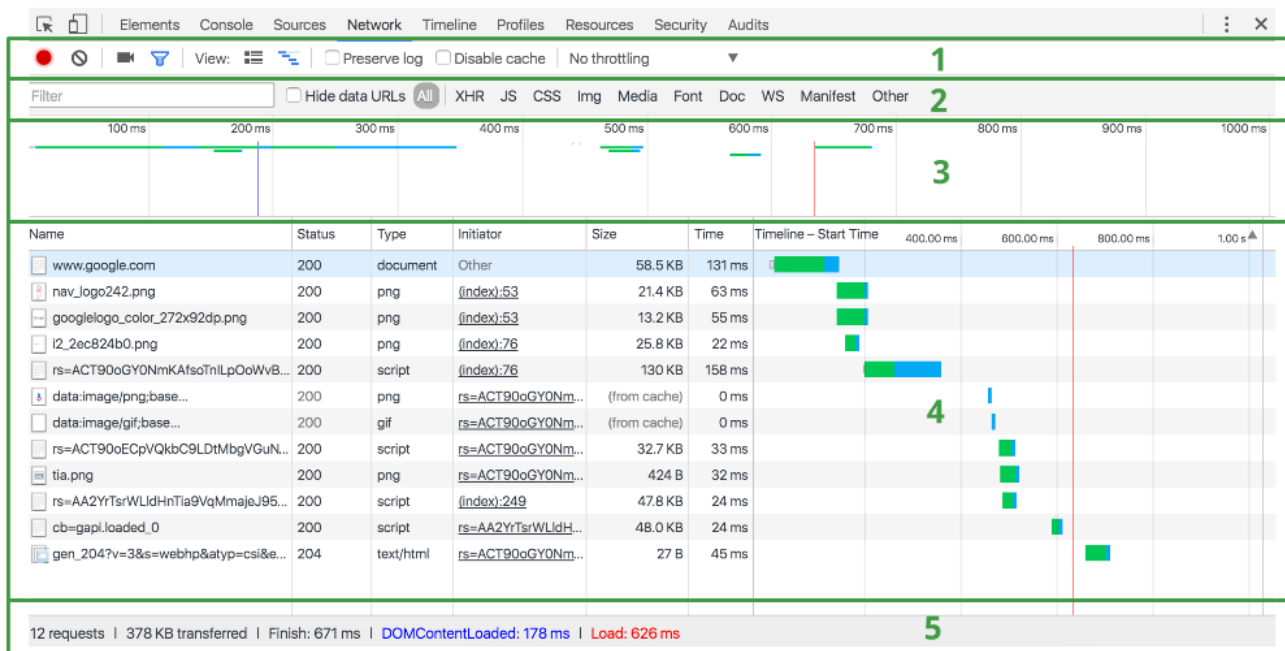 Elements Console Sources Network Timeline Profiles Resources Security Audits
View: Preserve log Disable cache No throttling 1
Filter Hide data URLs All XHR JS CSS Img Media Font Doc WS Manifest Other 2
100 ms 200 ms 300 ms 400 ms 500 ms 600 ms 700 ms 800 ms 900 ms 1000 ms
3
Name Status Type Initiator Size Time Timeline – Start Time 400.00 ms 600.00 ms 800.00 ms 1.00 s
www.google.com 200 document Other 58.5 KB 131 ms
nav_logo242.png 200 png (index):53 21.4 KB 63 ms
googlelogo_color_272x92dp.png 200 png (index):53 13.2 KB 55 ms
i2_2ec824b0.png 200 png (index):76 25.8 KB 22 ms
rs=ACT90oGY0NmKAfsoTnILpOoWvB... 200 script (index):76 130 KB 158 ms
data:image/png;base... 200 png rs=ACT90oGY0Nm... (from cache) 0 ms
4
data:image/gif;base... 200 gif rs=ACT90oGY0Nm... (from cache) 0 ms
rs=ACT90oECpVQkbC9LDtMbgVGuN... 200 script rs=ACT90oGY0Nm... 32.7 KB 33 ms
tia.png 200 png rs=ACT90oGY0Nm... 424 B 32 ms
rs=AA2YrTsrWLldHnTia9VqMmajeJ95... 200 script (index):249 47.8 KB 24 ms
cb=gapi.loaded_0 200 script rs=AA2YrTsrWLldH... 48.0 KB 24 ms
gen_204?v=3&s=webhp&atyp=csi&e... 204 text/html rs=ACT90oGY0Nm... 27 B 45 ms
12 requests | 378 KB transferred | Finish: 671 ms | DOMContentLoaded: 178 ms | Load: 626 ms 5